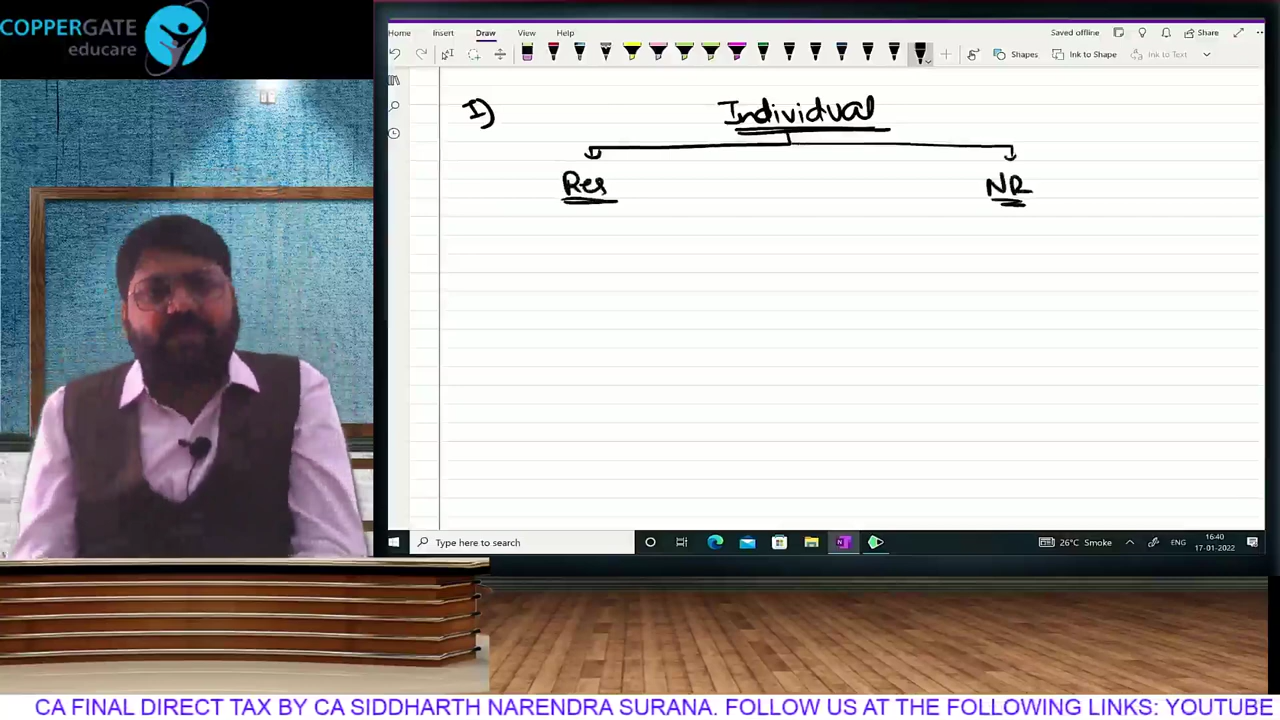 COPPERGATE
educare
Home Insert Draw View Help
Saved offline
Share
Shapes
Ink to Shape
Ink to Text
I) Individual
Res NR
Type here to search
26°C Smoke
ENG
16:40
17-01-2022
CA FINAL DIRECT TAX BY CA SIDDHARTH NARENDRA SURANA. FOLLOW US AT THE FOLLOWING LINKS: YOUTUBE